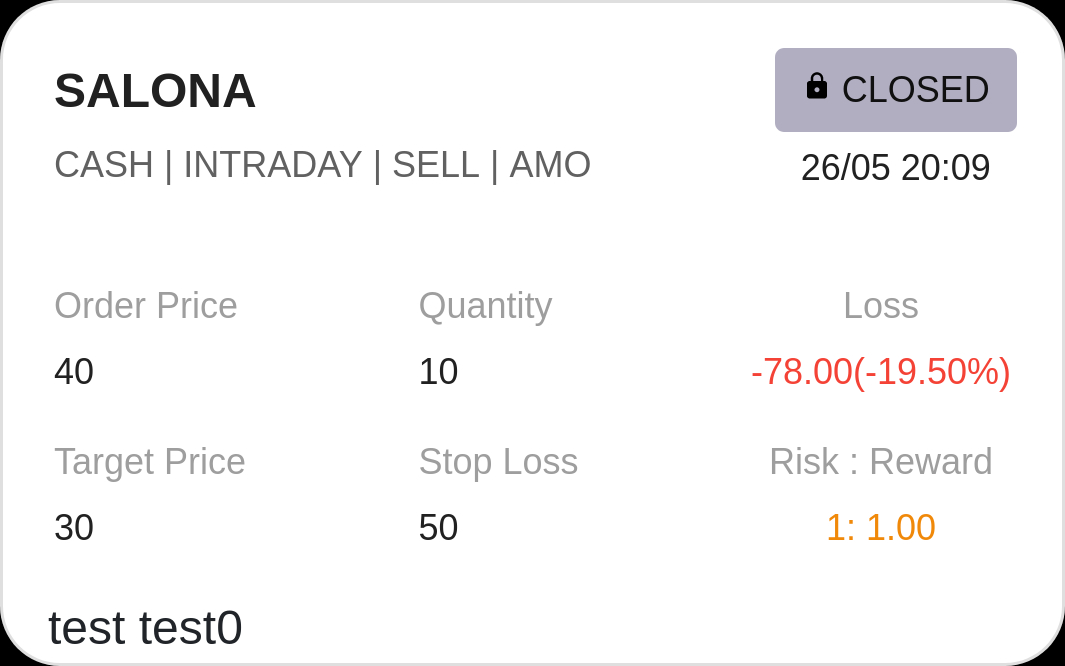 SALONA
CLOSED
CASH | INTRADAY | SELL | AMO
26/05 20:09
Order Price Quantity Loss
40 10 -78.00(-19.50%)
Target Price Stop Loss Risk : Reward
30 50 1: 1.00
test test0